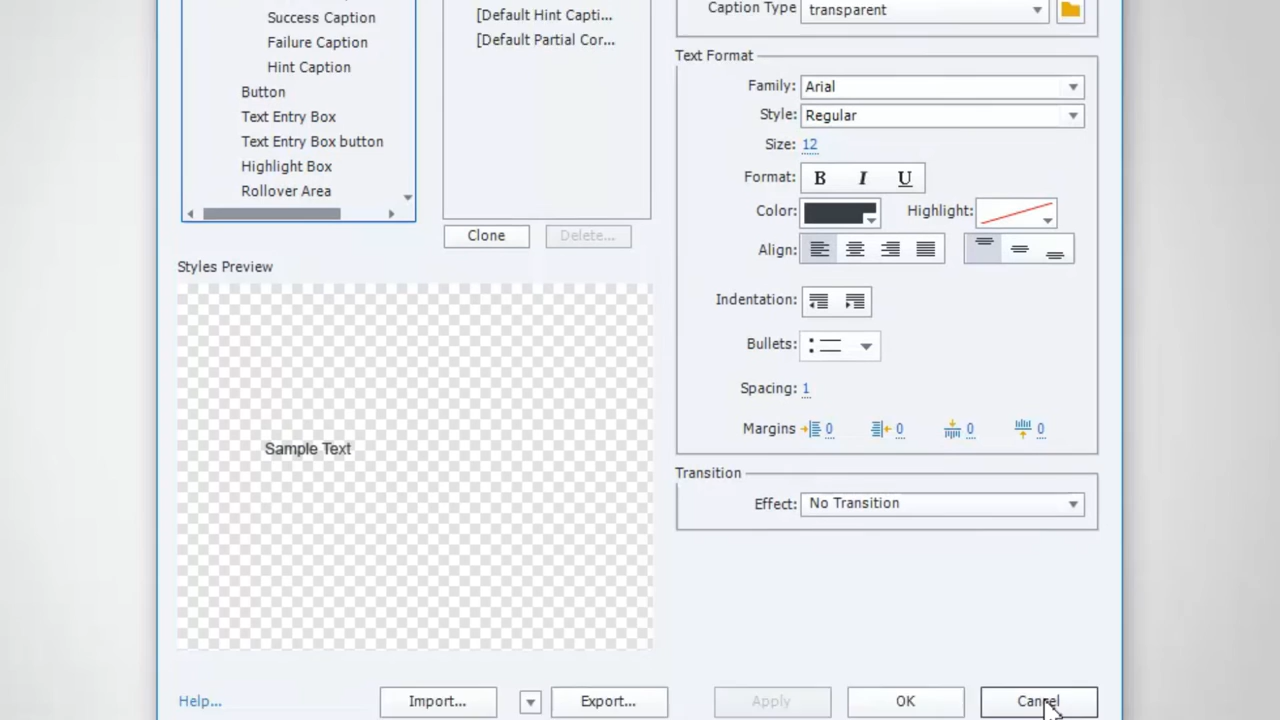 Success Caption
Failure Caption
Hint Caption
Button
Text Entry Box
Text Entry Box button
Highlight Box
Rollover Area
[Default Hint Capti...
[Default Partial Cor...
Clone
Delete...
Styles Preview
Sample Text
Caption Type transparent
Text Format
Family: Arial
Style: Regular
Size: 12
Format: B I U
Color:
Highlight:
Align:
Indentation:
Bullets:
Spacing: 1
Margins 0 0 0 0
Transition
Effect: No Transition
Help...
Import...
Export...
Apply
OK
Cancel